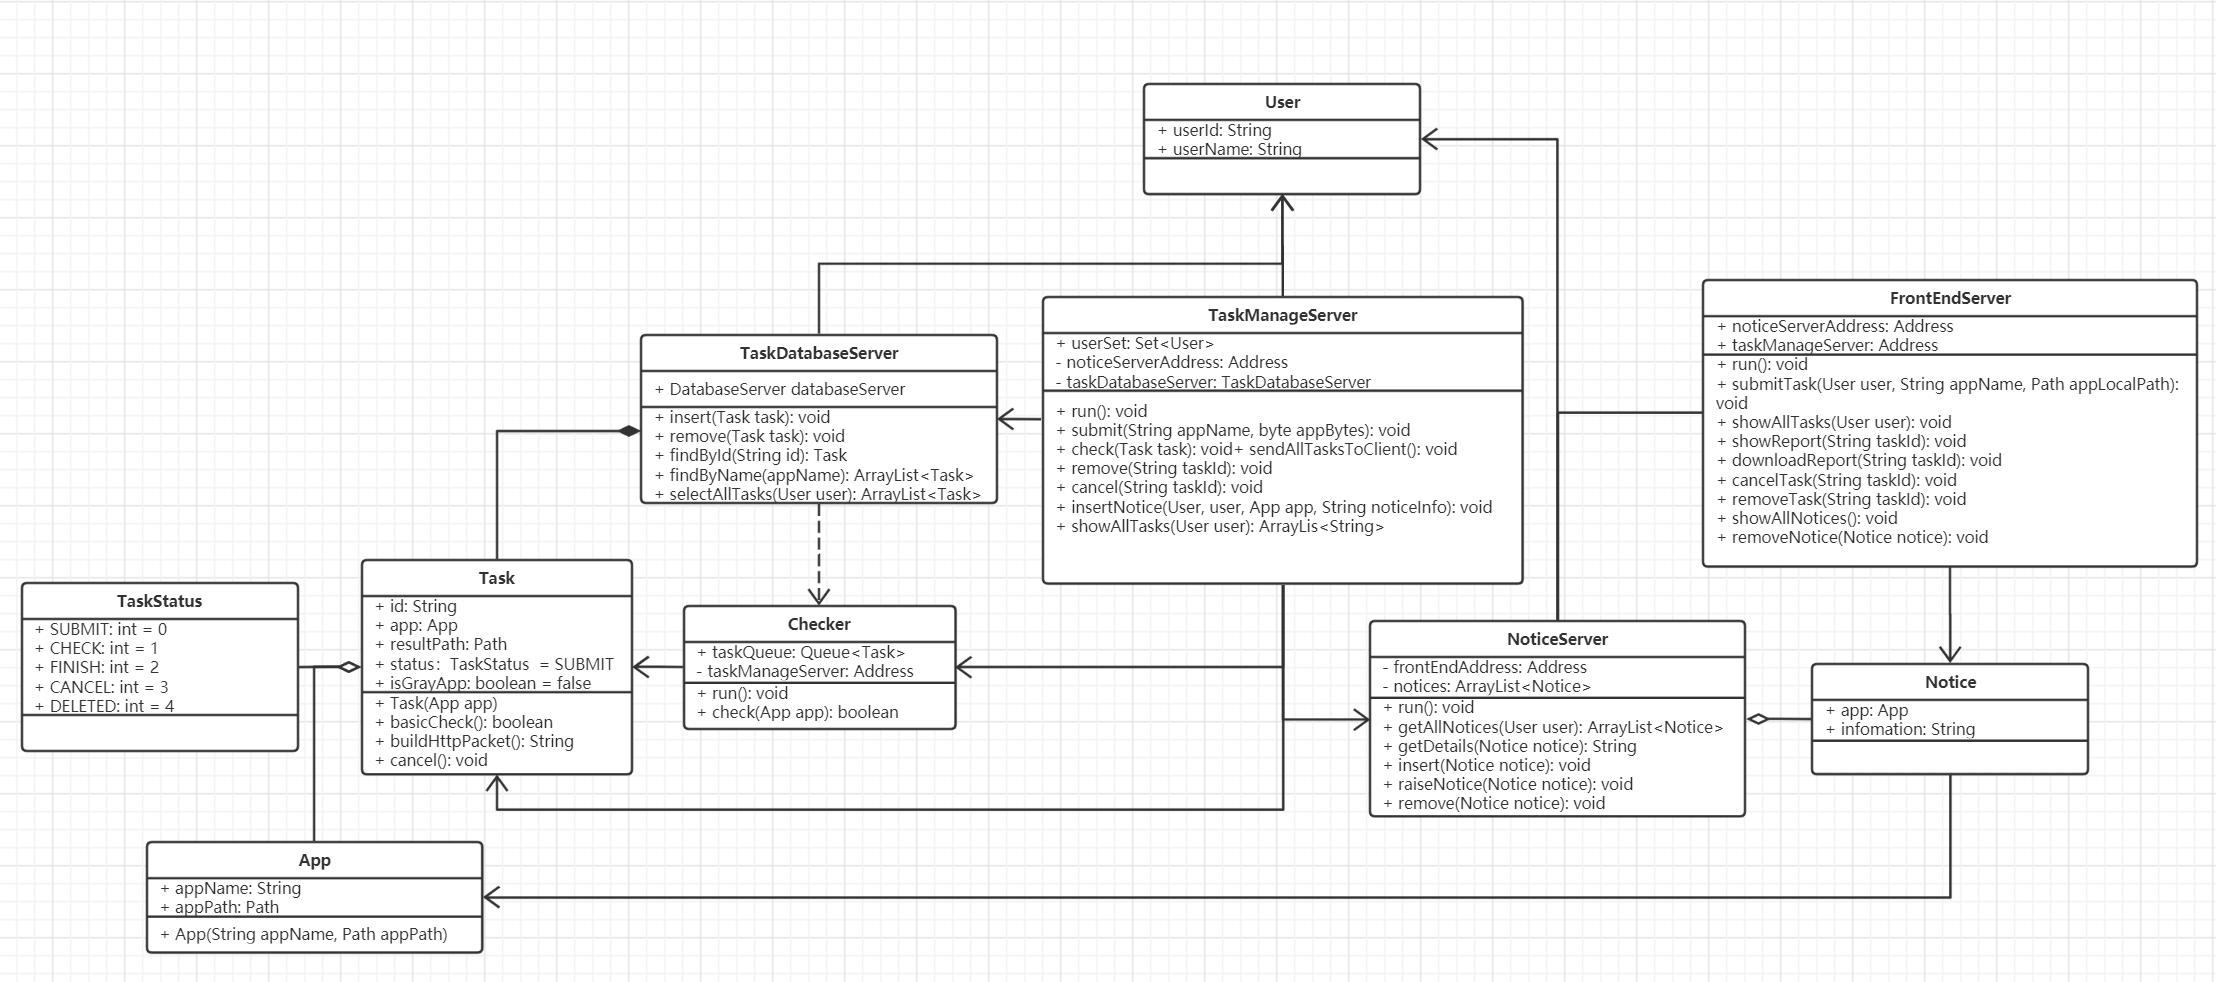 User
+ userId: String
+ userName: String
TaskManageServer
+ userSet: Set<User>
- noticeServerAddress: Address
- taskDatabaseServer: TaskDatabaseServer
+ run(): void
+ submit(String appName, byte appBytes): void
+ check(Task task): void+ sendAllTasksToClient(): void
+ remove(String taskId): void
+ cancel(String taskId): void
+ insertNotice(User, user, App app, String noticeInfo): void
+ showAllTasks(User user): ArrayLis<String>
FrontEndServer
+ noticeServerAddress: Address
+ taskManageServer: Address
+ run(): void
+ submitTask(User user, String appName, Path appLocalPath):
void
+ showAllTasks(User user): void
+ showReport(String taskId): void
+ downloadReport(String taskId): void
+ cancelTask(String taskId): void
+ removeTask(String taskId): void
+ showAllNotices(): void
+ removeNotice(Notice notice): void
TaskDatabaseServer
+ DatabaseServer databaseServer
+ insert(Task task): void
+ remove(Task task): void
+ findById(String id): Task
+ findByName(appName): ArrayList<Task>
+ selectAllTasks(User user): ArrayList<Task>
TaskStatus
+ SUBMIT: int = 0
+ CHECK: int = 1
+ FINISH: int = 2
+ CANCEL: int = 3
+ DELETED: int = 4
Task
+ id: String
+ app: App
+ resultPath: Path
+ status：TaskStatus = SUBMIT
+ isGrayApp: boolean = false
+ Task(App app)
+ basicCheck(): boolean
+ buildHttpPacket(): String
+ cancel(): void
Checker
+ taskQueue: Queue<Task>
- taskManageServer: Address
+ run(): void
+ check(App app): boolean
NoticeServer
- frontEndAddress: Address
- notices: ArrayList<Notice>
+ run(): void
+ getAllNotices(User user): ArrayList<Notice>
+ getDetails(Notice notice): String
+ insert(Notice notice): void
+ raiseNotice(Notice notice): void
+ remove(Notice notice): void
Notice
+ app: App
+ infomation: String
App
+ appName: String
+ appPath: Path
+ App(String appName, Path appPath)